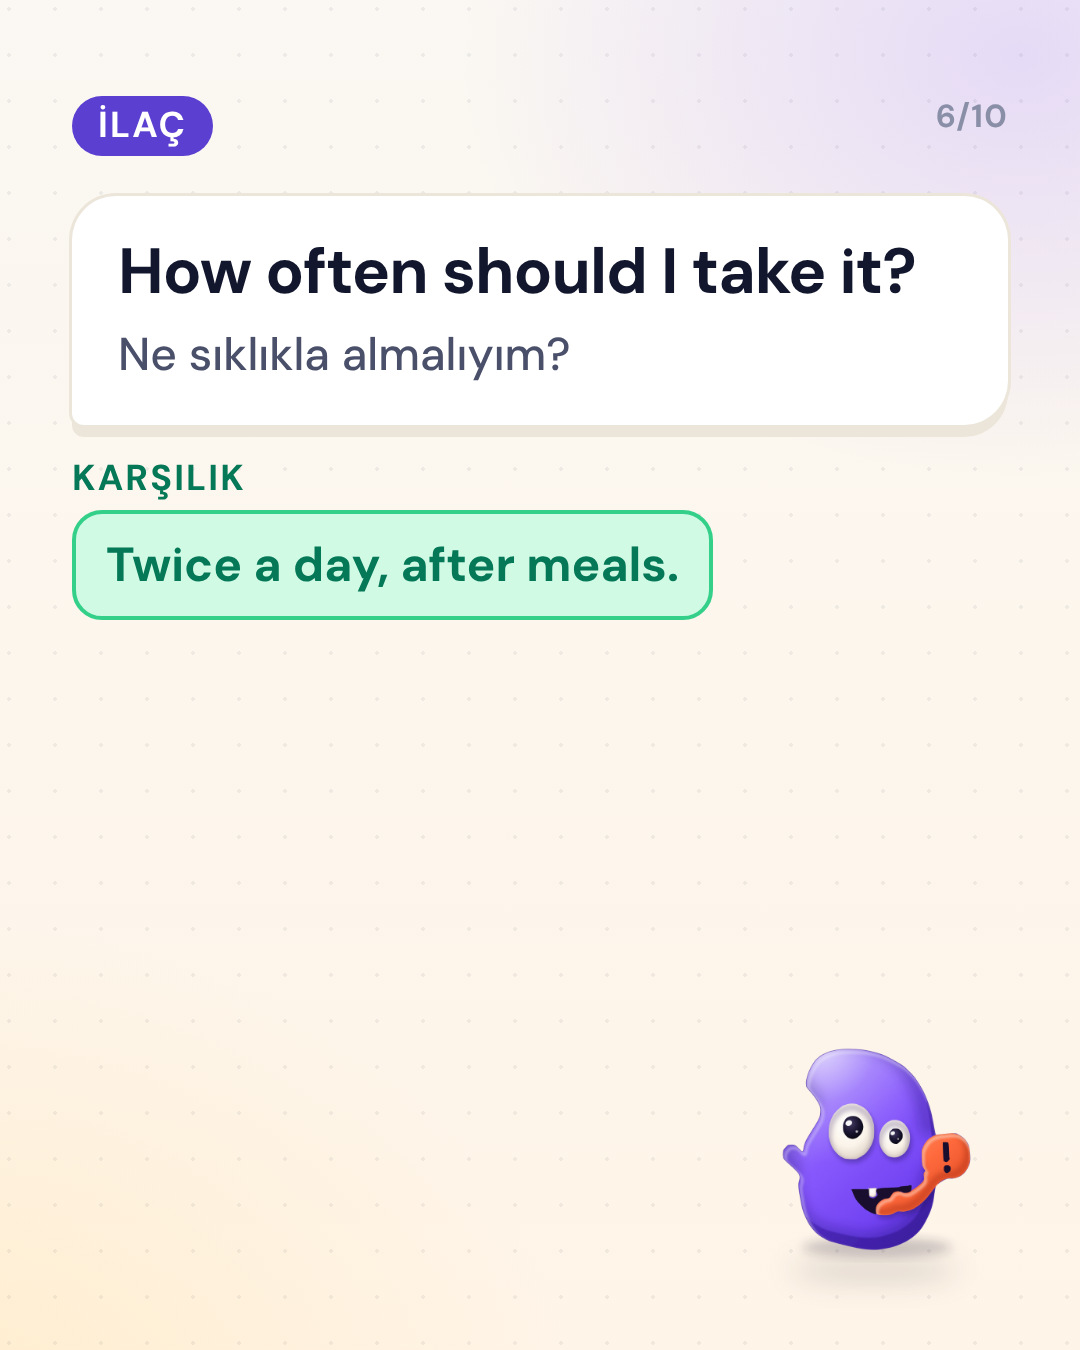 İLAÇ
6/10
How often should I take it?
Ne sıklıkla almalıyım?
KARŞILIK
Twice a day, after meals.
!